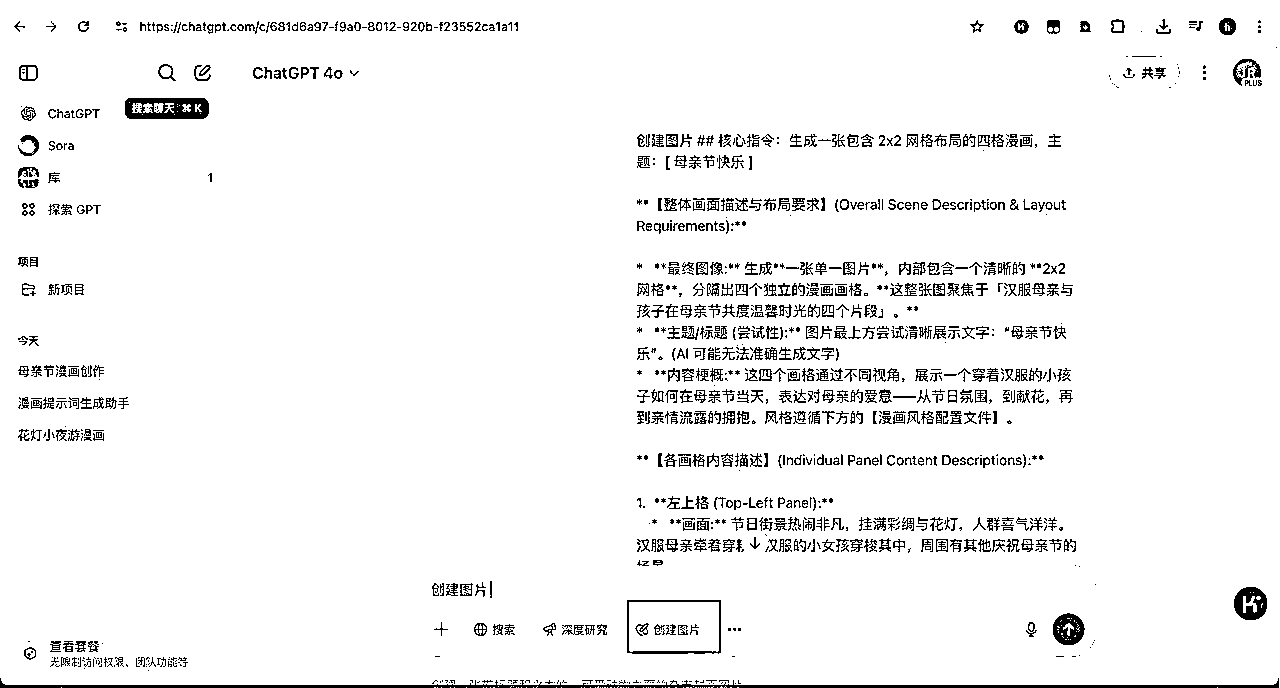 https://chatgpt.com/c/681d6a97-f9a0-8012-920b-f23552ca1a11
ChatGPT 4o
共享
PLUS
ChatGPT
搜索聊天 ⌘ K
Sora
库 1
探索 GPT
项目
新项目
今天
母亲节漫画创作
漫画提示词生成助手
花灯小夜游漫画
查看套餐
无限制访问权限、团队功能等
创建图片 ## 核心指令：生成一张包含 2x2 网格布局的四格漫画，主
题：[ 母亲节快乐 ]
**【整体画面描述与布局要求】(Overall Scene Description & Layout
Requirements):**
* **最终图像:** 生成**一张单一图片**，内部包含一个清晰的 **2x2
网格**，分隔出四个独立的漫画画格。**这整张图聚焦于「汉服母亲与
孩子在母亲节共度温馨时光的四个片段」。**
* **主题/标题 (尝试性):** 图片最上方尝试清晰展示文字：“母亲节快
乐”。(AI 可能无法准确生成文字)
* **内容梗概:** 这四个画格通过不同视角，展示一个穿着汉服的小孩
子如何在母亲节当天，表达对母亲的爱意——从节日氛围，到献花，再
到亲情流露的拥抱。风格遵循下方的【漫画风格配置文件】。
**【各画格内容描述】(Individual Panel Content Descriptions):**
1. **左上格 (Top-Left Panel):**
* **画面:** 节日街景热闹非凡，挂满彩绸与花灯，人群喜气洋洋。
汉服母亲牵着穿 汉服的小女孩穿梭其中，周围有其他庆祝母亲节的
创建图片
搜索
深度研究
创建图片